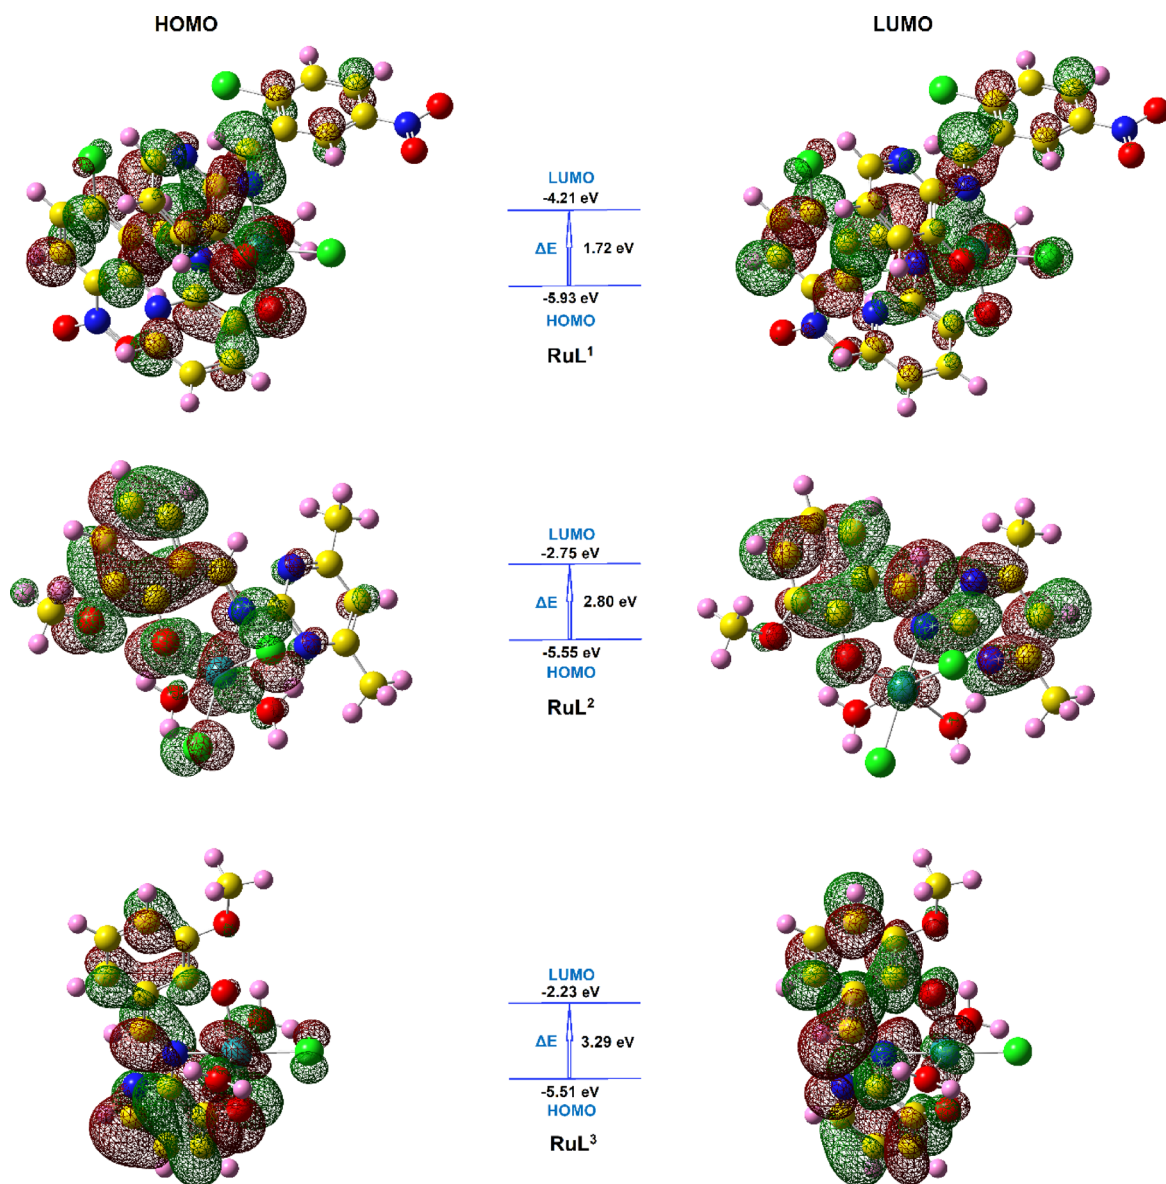 HOMO
LUMO
LUMO
-4.21 eV
ΔE 1.72 eV
-5.93 eV
HOMO
RuL¹
LUMO
-2.75 eV
ΔE 2.80 eV
-5.55 eV
HOMO
RuL²
LUMO
-2.23 eV
ΔE 3.29 eV
-5.51 eV
HOMO
RuL³